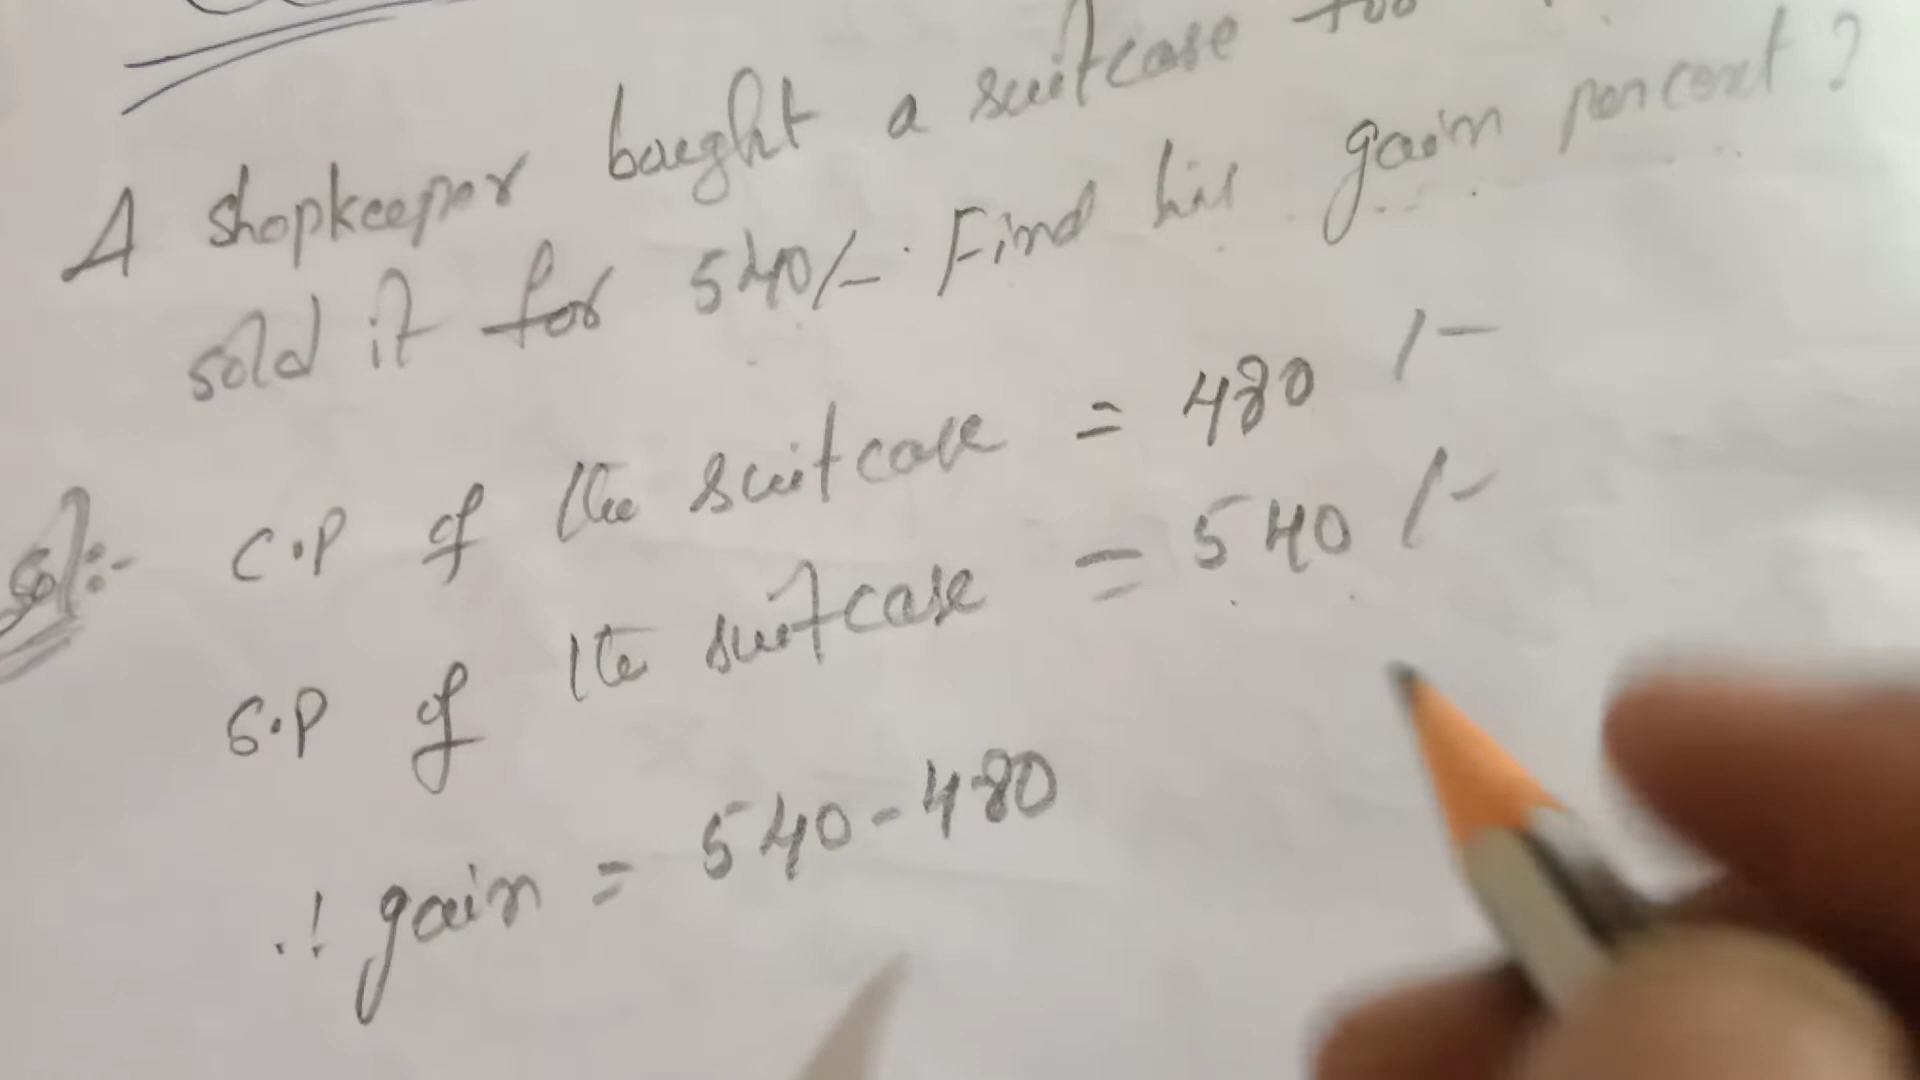 A shopkeeper bought a suitcase for
sold it for 540/-. Find his gain percent?
Sol:- C.P of the suitcase = 480 /-
S.P of the suitcase = 540 /-
∴ gain = 540-480